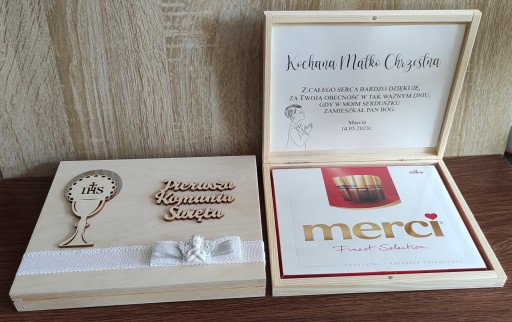 IHS
Pierwsza
Komunia
Święta
Kochana Matko Chrzestna
Z CAŁEGO SERCA BARDZO DZIĘKUJĘ,
ZA TWOJĄ OBECNOŚĆ W TAK WAŻNYM DNIU,
GDY W MOIM SERDUSZKU
ZAMIESZKAŁ PAN BÓG.
Marcin
14.05.2023r.
merci
Finest Selection